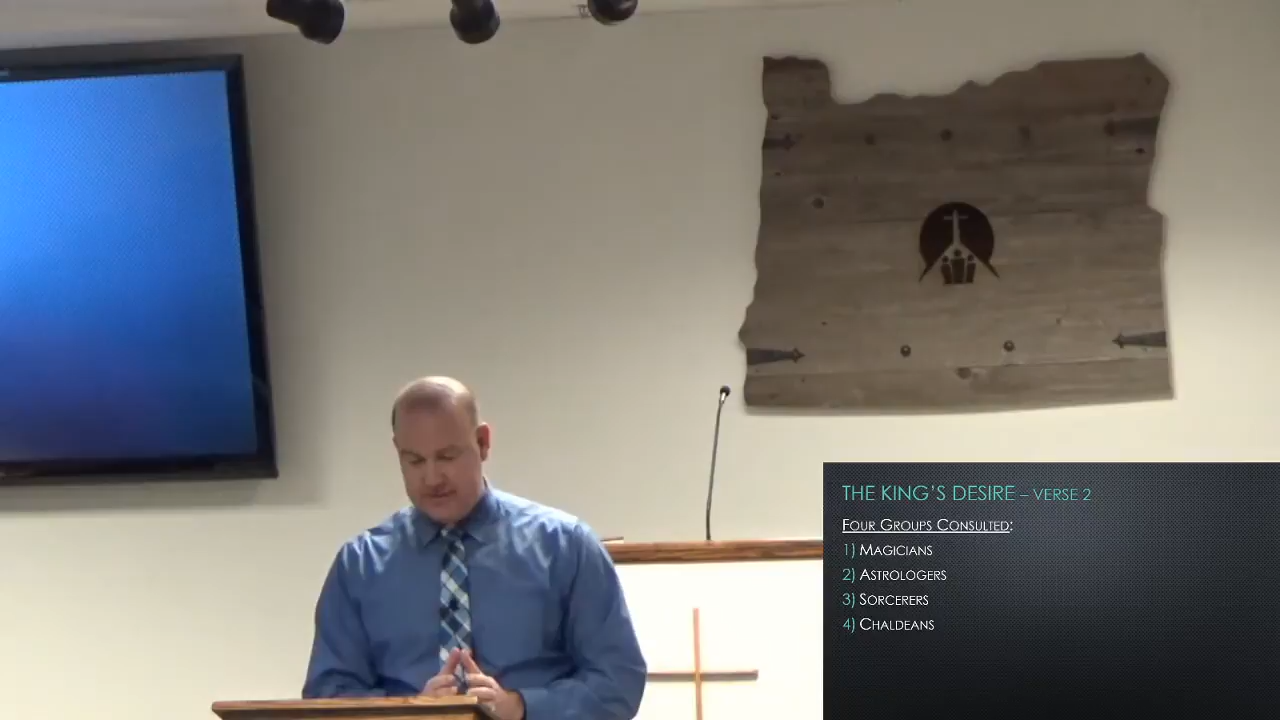 THE KING'S DESIRE – VERSE 2
FOUR GROUPS CONSULTED:
1) MAGICIANS
2) ASTROLOGERS
3) SORCERERS
4) CHALDEANS